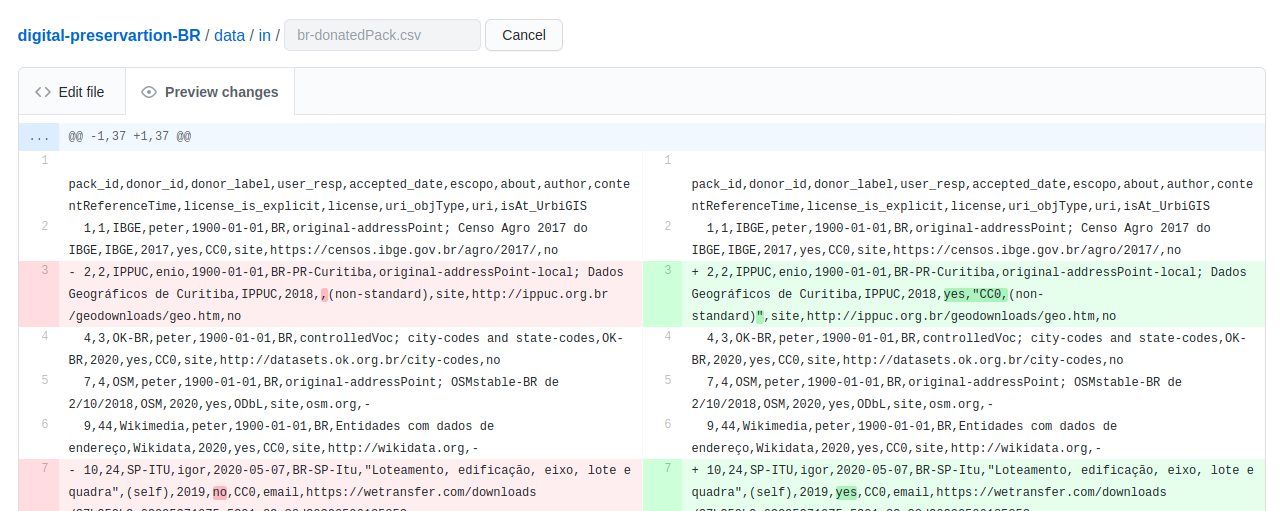 digital-preservartion-BR / data / in / br-donatedPack.csv Cancel
Edit file Preview changes
... @@ -1,37 +1,37 @@
1
pack_id,donor_id,donor_label,user_resp,accepted_date,escopo,about,author,conte
ntReferenceTime,license_is_explicit,license,uri_objType,uri,isAt_UrbiGIS
2 1,1,IBGE,peter,1900-01-01,BR,original-addressPoint; Censo Agro 2017 do
IBGE,IBGE,2017,yes,CC0,site,https://censos.ibge.gov.br/agro/2017/,no
3 - 2,2,IPPUC,enio,1900-01-01,BR-PR-Curitiba,original-addressPoint-local; Dados
Geográficos de Curitiba,IPPUC,2018,,(non-standard),site,http://ippuc.org.br
/geodownloads/geo.htm,no
4 4,3,OK-BR,peter,1900-01-01,BR,controlledVoc; city-codes and state-codes,OK-
BR,2020,yes,CC0,site,http://datasets.ok.org.br/city-codes,no
5 7,4,OSM,peter,1900-01-01,BR,original-addressPoint; OSMstable-BR de
2/10/2018,OSM,2020,yes,ODbL,site,osm.org,-
6 9,44,Wikimedia,peter,1900-01-01,BR,Entidades com dados de
endereço,Wikidata,2020,yes,CC0,site,http://wikidata.org,-
7 - 10,24,SP-ITU,igor,2020-05-07,BR-SP-Itu,"Loteamento, edificação, eixo, lote e
quadra",(self),2019,no,CC0,email,https://wetransfer.com/downloads
1
pack_id,donor_id,donor_label,user_resp,accepted_date,escopo,about,author,conte
ntReferenceTime,license_is_explicit,license,uri_objType,uri,isAt_UrbiGIS
2 1,1,IBGE,peter,1900-01-01,BR,original-addressPoint; Censo Agro 2017 do
IBGE,IBGE,2017,yes,CC0,site,https://censos.ibge.gov.br/agro/2017/,no
3 + 2,2,IPPUC,enio,1900-01-01,BR-PR-Curitiba,original-addressPoint-local; Dados
Geográficos de Curitiba,IPPUC,2018,yes,"CC0,(non-
standard)",site,http://ippuc.org.br/geodownloads/geo.htm,no
4 4,3,OK-BR,peter,1900-01-01,BR,controlledVoc; city-codes and state-codes,OK-
BR,2020,yes,CC0,site,http://datasets.ok.org.br/city-codes,no
5 7,4,OSM,peter,1900-01-01,BR,original-addressPoint; OSMstable-BR de
2/10/2018,OSM,2020,yes,ODbL,site,osm.org,-
6 9,44,Wikimedia,peter,1900-01-01,BR,Entidades com dados de
endereço,Wikidata,2020,yes,CC0,site,http://wikidata.org,-
7 + 10,24,SP-ITU,igor,2020-05-07,BR-SP-Itu,"Loteamento, edificação, eixo, lote e
quadra",(self),2019,yes,CC0,email,https://wetransfer.com/downloads